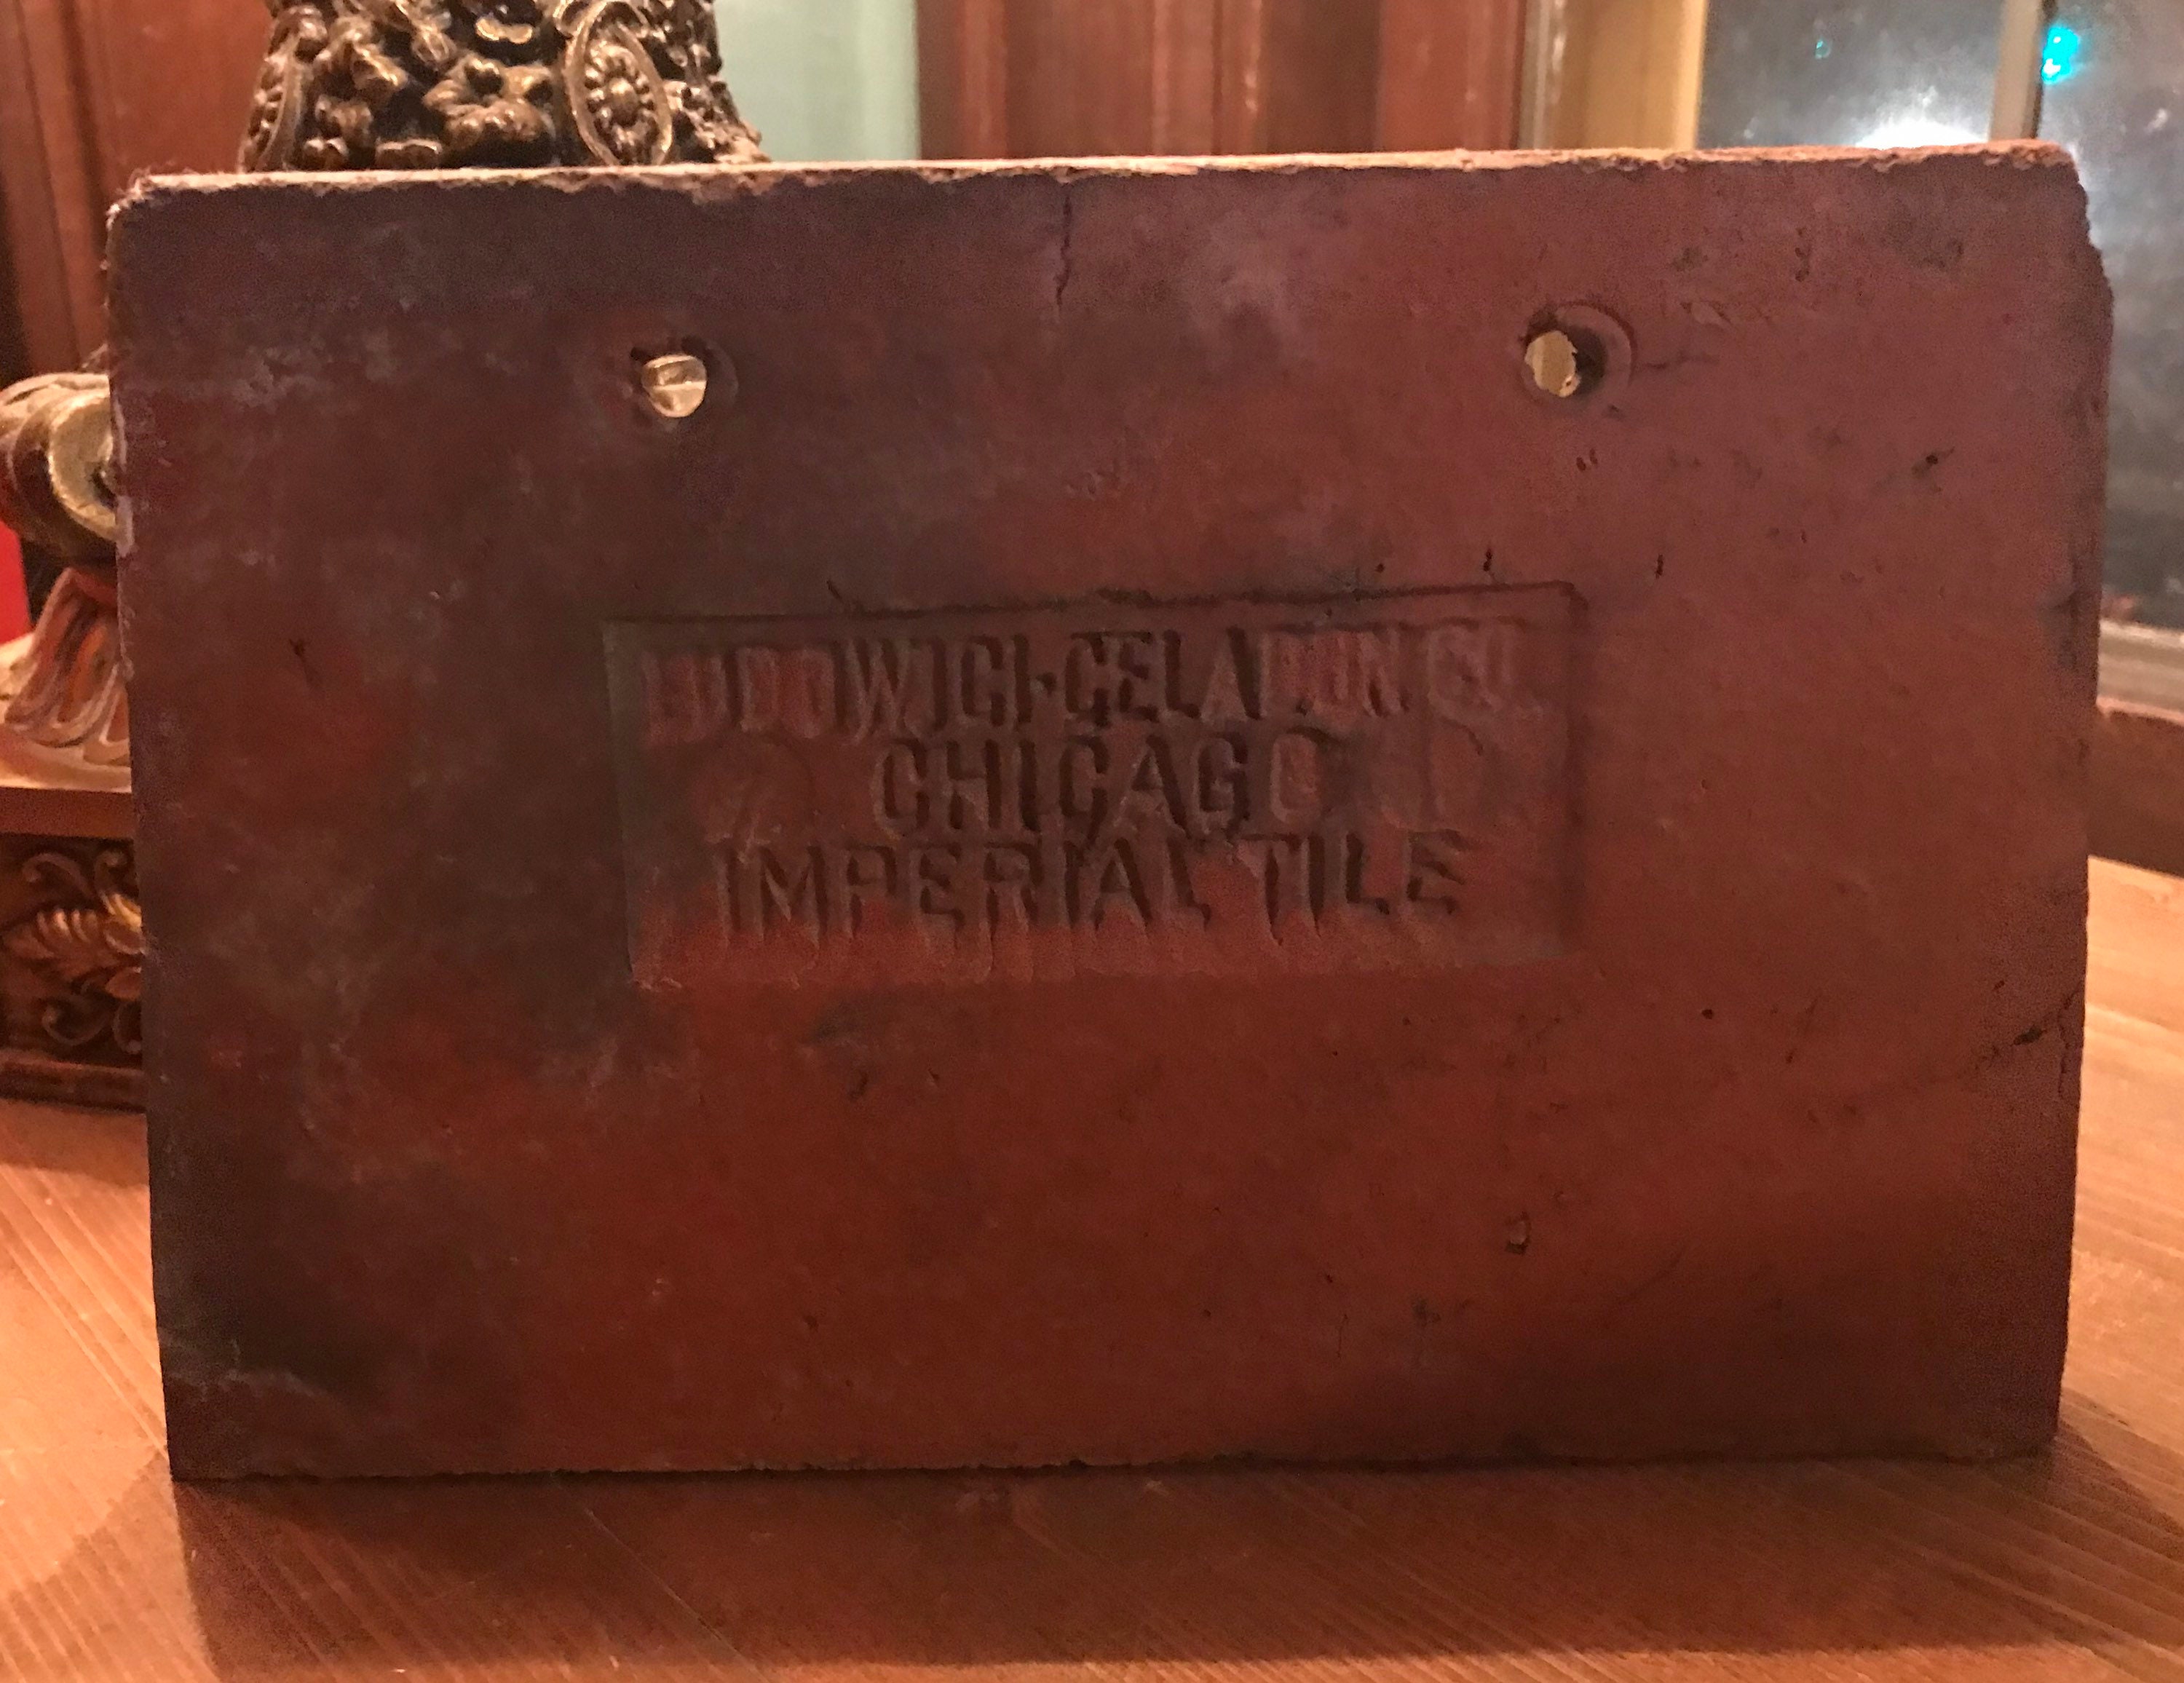 LUDOWICI-CELADON CO.
CHICAGO
IMPERIAL TILE